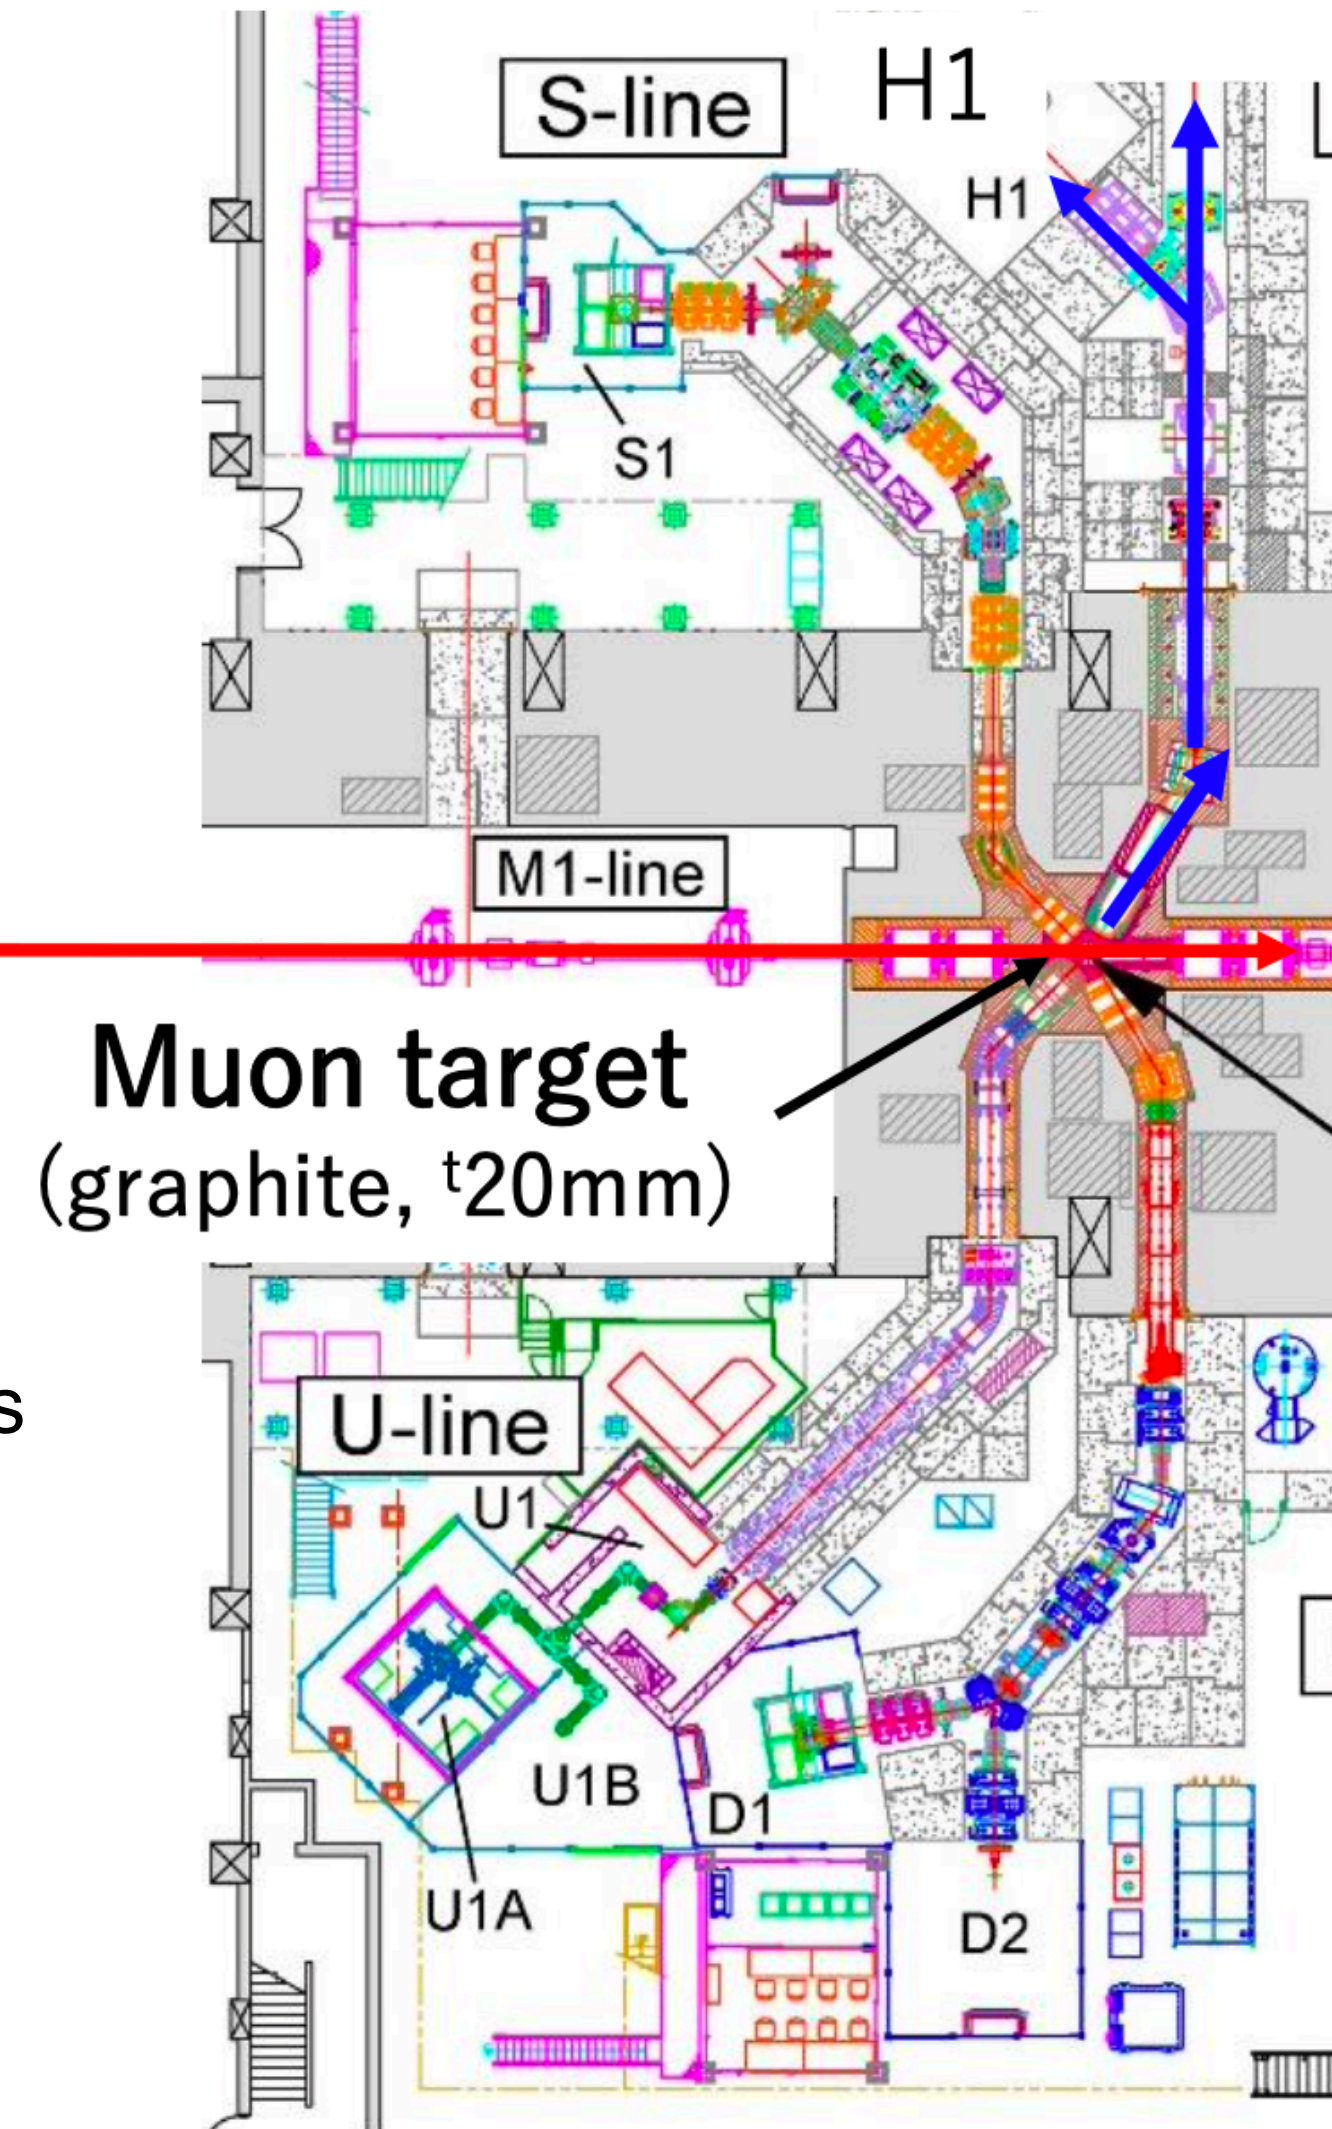 H1
S-line
H1
S1
M1-line
Muon target
(graphite, ᵗ20mm)
s
U-line
U1
U1B
D1
U1A
D2